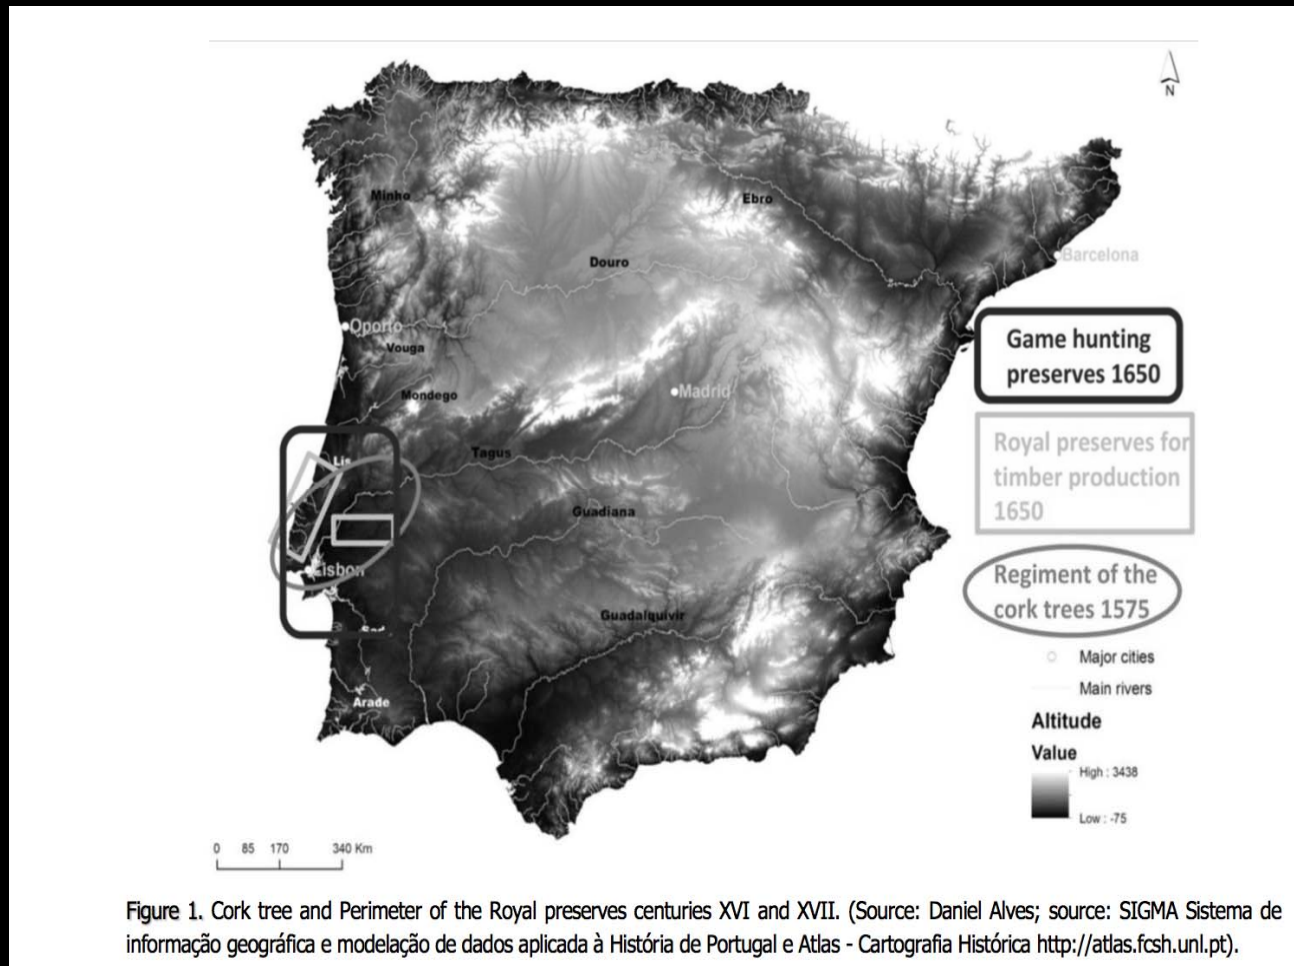 N
Minho
Ebro
Barcelona
Douro
Oporto
Vouga
Mondego
Madrid
Tagus
Lis
Guadiana
Lisbon
Guadalquivir
Sad
Arade
Game hunting
preserves 1650
Royal preserves for
timber production
1650
Regiment of the
cork trees 1575
Major cities
Main rivers
Altitude
Value
High : 3438
Low : -75
0 85 170 340 Km
Figure 1. Cork tree and Perimeter of the Royal preserves centuries XVI and XVII. (Source: Daniel Alves; source: SIGMA Sistema de
informação geográfica e modelação de dados aplicada à História de Portugal e Atlas - Cartografia Histórica http://atlas.fcsh.unl.pt).